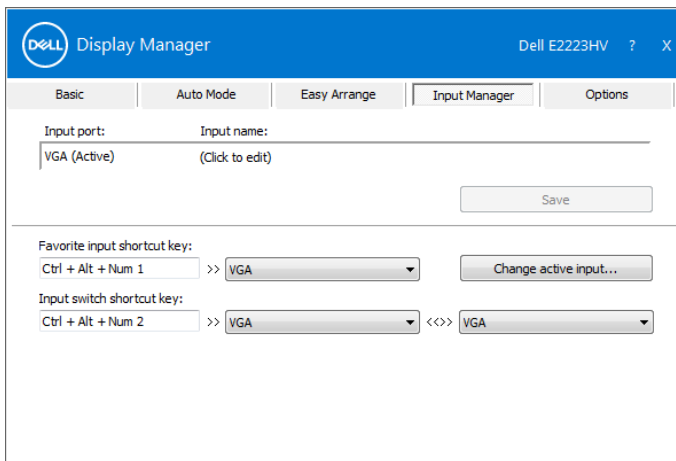 DELL Display Manager Dell E2223HV ? X
Basic Auto Mode Easy Arrange Input Manager Options
Input port: Input name:
VGA (Active) (Click to edit)
Save
Favorite input shortcut key:
Ctrl + Alt + Num 1 >> VGA Change active input...
Input switch shortcut key:
Ctrl + Alt + Num 2 >> VGA <<>> VGA